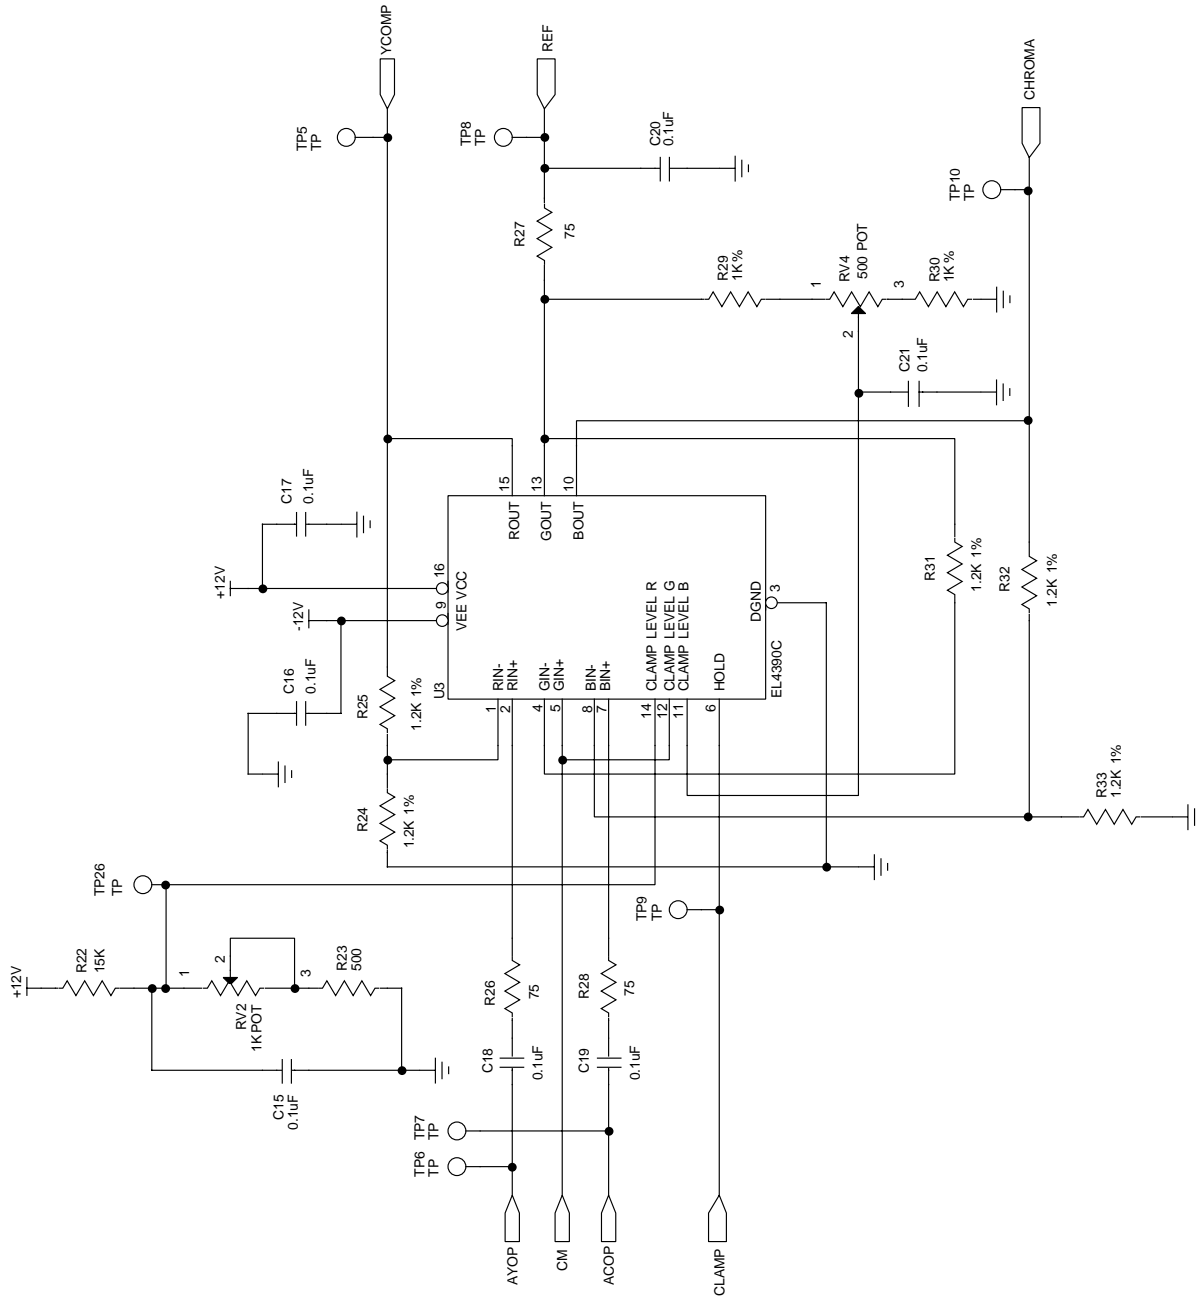 YCOMP
TP5
TP
REF
TP8
TP
C20
0.1uF
R27
75
CHROMA
TP10
TP
R29
1K%
1
RV4
500 POT
3
R30
1K%
2
C21
0.1uF
C17
0.1uF
+12V
-12V
C16
0.1uF
16
9
VEE VCC
15
13
10
ROUT
GOUT
BOUT
R25
1.2K 1%
R24
1.2K 1%
U3
1
2
4
5
8
7
14
12
11
6
RIN-
RIN+
GIN-
GIN+
BIN-
BIN+
CLAMP LEVEL R
CLAMP LEVEL G
CLAMP LEVEL B
HOLD
DGND
3
EL4390C
R31
1.2K 1%
R32
1.2K 1%
R33
1.2K 1%
TP26
TP
+12V
R22
15K
1
2
3
RV2
1KPOT
R23
500
C15
0.1uF
TP9
TP
R26
75
R28
75
C18
0.1uF
C19
0.1uF
TP7
TP
TP6
TP
AYOP
CM
ACOP
CLAMP